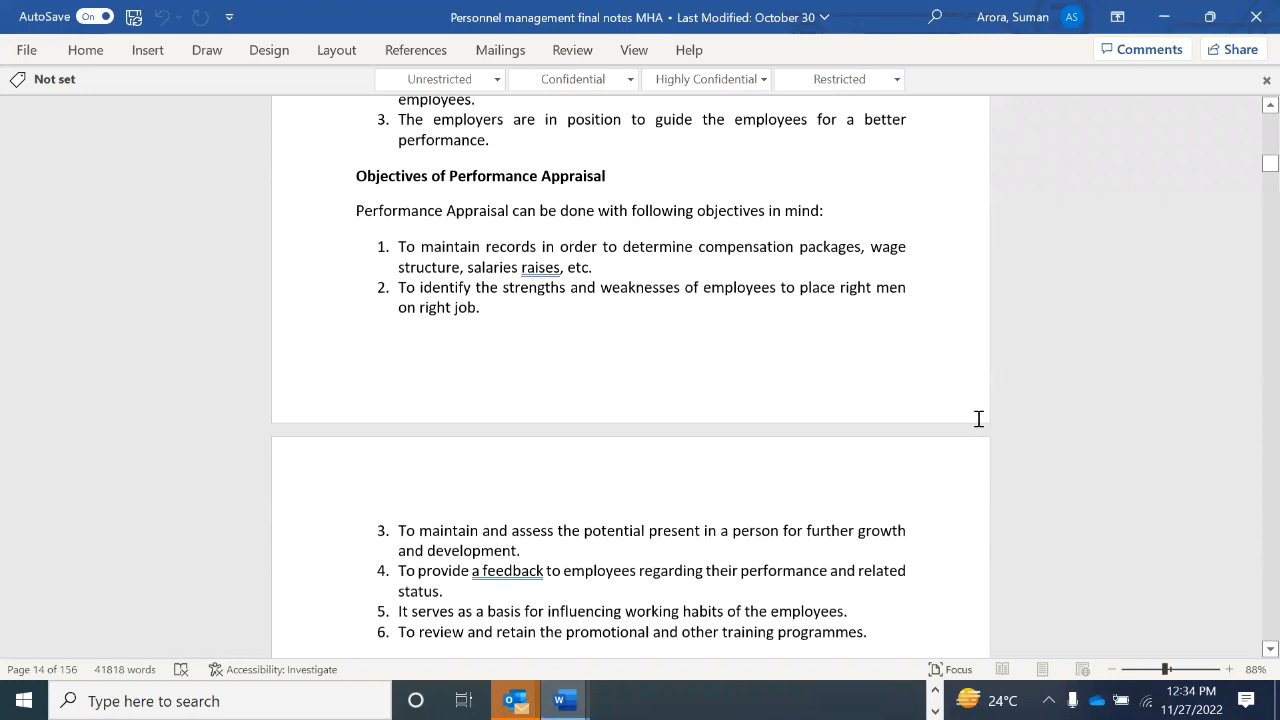 AutoSave On Personnel management final notes MHA • Last Modified: October 30 Arora, Suman AS
File Home Insert Draw Design Layout References Mailings Review View Help Comments Share
Not set Unrestricted Confidential Highly Confidential Restricted
employees.
3. The employers are in position to guide the employees for a better
performance.
Objectives of Performance Appraisal
Performance Appraisal can be done with following objectives in mind:
1. To maintain records in order to determine compensation packages, wage
structure, salaries raises, etc.
2. To identify the strengths and weaknesses of employees to place right men
on right job.
3. To maintain and assess the potential present in a person for further growth
and development.
4. To provide a feedback to employees regarding their performance and related
status.
5. It serves as a basis for influencing working habits of the employees.
6. To review and retain the promotional and other training programmes.
Page 14 of 156 41818 words Accessibility: Investigate Focus 88%
Type here to search 24°C 12:34 PM
11/27/2022